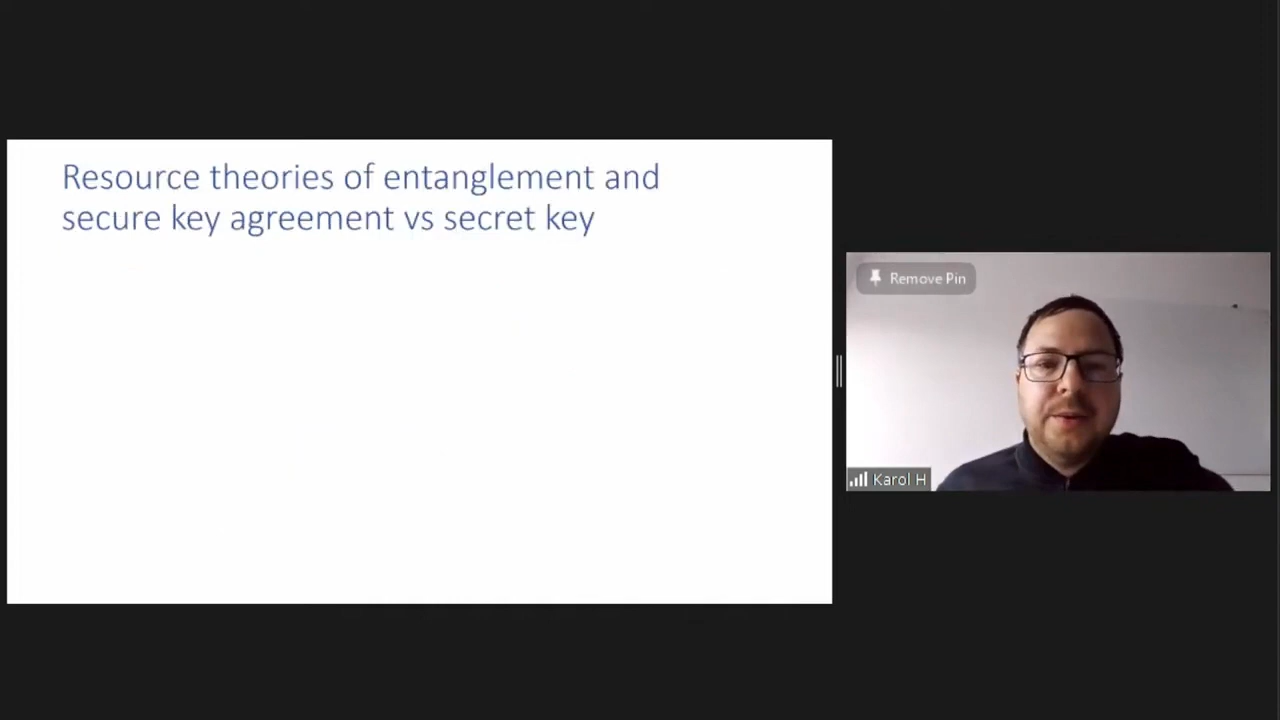 Resource theories of entanglement and
secure key agreement vs secret key
Remove Pin
Karol H